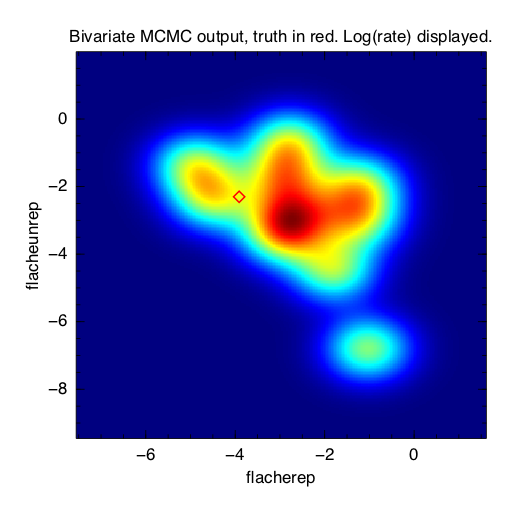 Bivariate MCMC output, truth in red. Log(rate) displayed.
0
−2
−4
−6
−8
flacheunrep
−6 −4 −2 0
flacherep